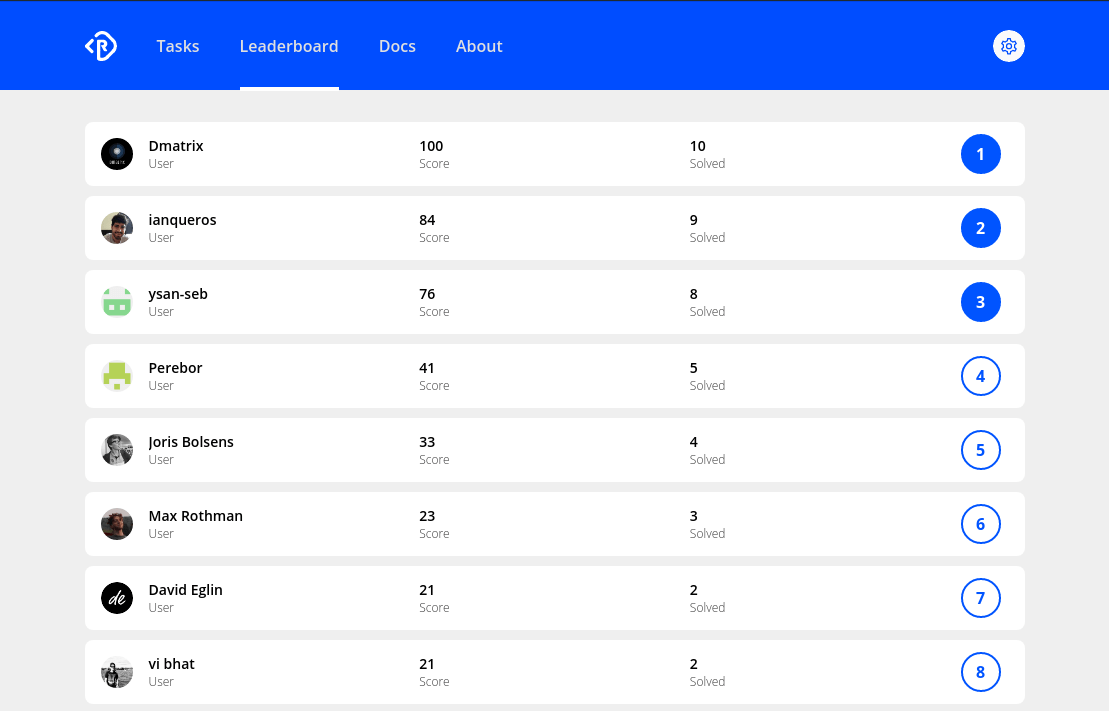 R
Tasks Leaderboard Docs About
Dmatrix 100 10 1
User Score Solved
ianqueros 84 9 2
User Score Solved
ysan-seb 76 8 3
User Score Solved
Perebor 41 5 4
User Score Solved
Joris Bolsens 33 4 5
User Score Solved
Max Rothman 23 3 6
User Score Solved
de
David Eglin 21 2 7
User Score Solved
vi bhat 21 2 8
User Score Solved